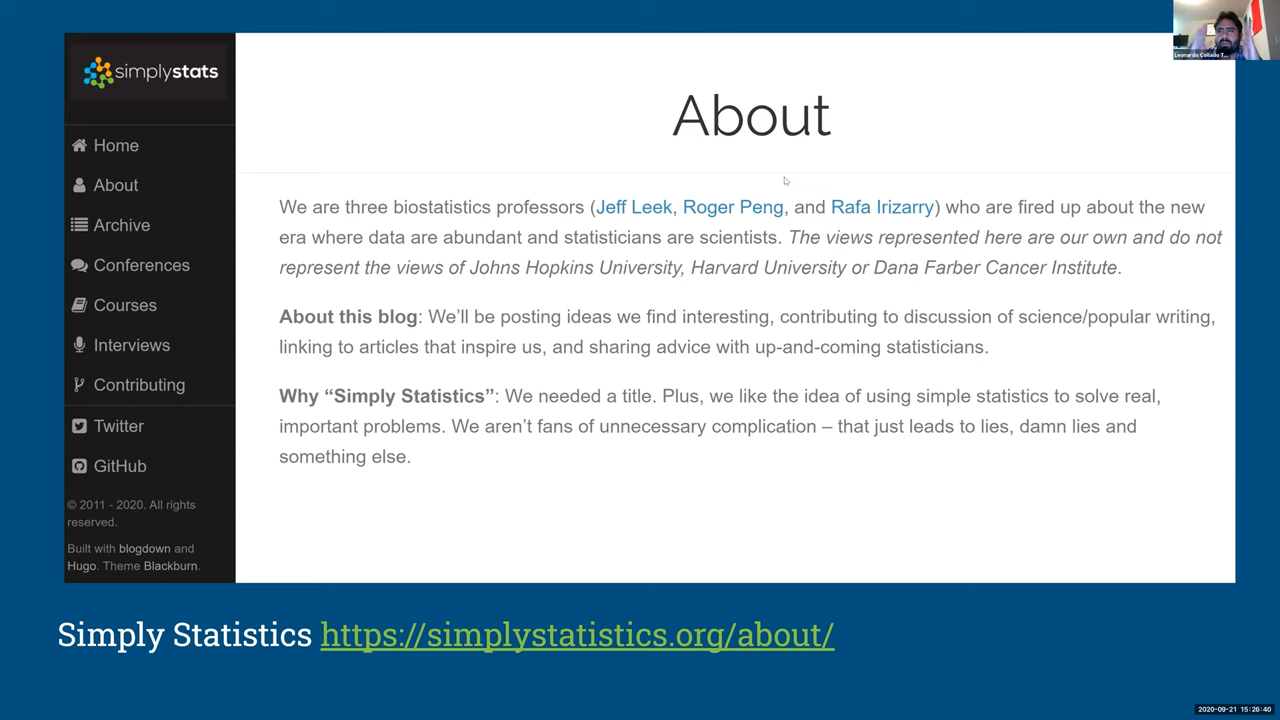 simplystats
Home
About
Archive
Conferences
Courses
Interviews
Contributing
Twitter
GitHub
© 2011 - 2020. All rights
reserved.
Built with blogdown and
Hugo. Theme Blackburn.
About
We are three biostatistics professors (Jeff Leek, Roger Peng, and Rafa Irizarry) who are fired up about the new
era where data are abundant and statisticians are scientists. The views represented here are our own and do not
represent the views of Johns Hopkins University, Harvard University or Dana Farber Cancer Institute.
About this blog: We’ll be posting ideas we find interesting, contributing to discussion of science/popular writing,
linking to articles that inspire us, and sharing advice with up-and-coming statisticians.
Why “Simply Statistics”: We needed a title. Plus, we like the idea of using simple statistics to solve real,
important problems. We aren’t fans of unnecessary complication – that just leads to lies, damn lies and
something else.
Leonardo Collado T...
Simply Statistics https://simplystatistics.org/about/
2020-09-21 15:26:40